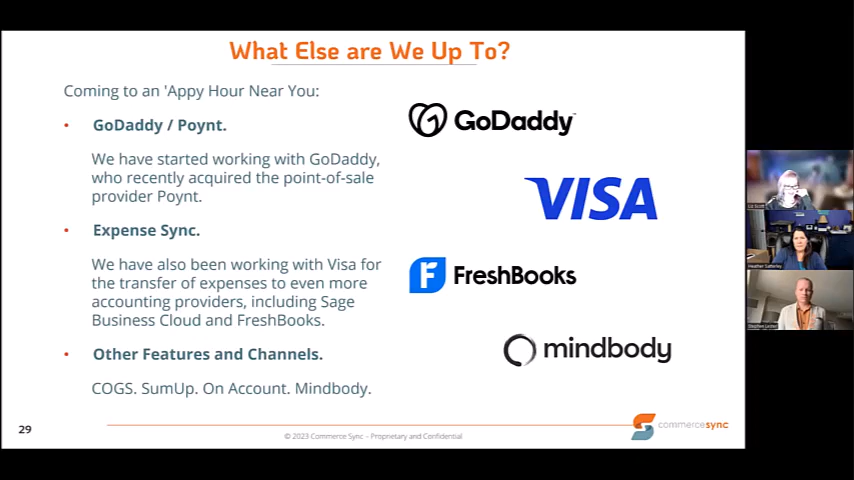 What Else are We Up To?
Coming to an 'Appy Hour Near You:
• GoDaddy / Poynt.
We have started working with GoDaddy,
who recently acquired the point-of-sale
provider Poynt.
• Expense Sync.
We have also been working with Visa for
the transfer of expenses to even more
accounting providers, including Sage
Business Cloud and FreshBooks.
• Other Features and Channels.
COGS. SumUp. On Account. Mindbody.
GoDaddy
VISA
FreshBooks
mindbody
29
© 2023 Commerce Sync – Proprietary and Confidential
commercesync
Liz Scott
Heather Satterley